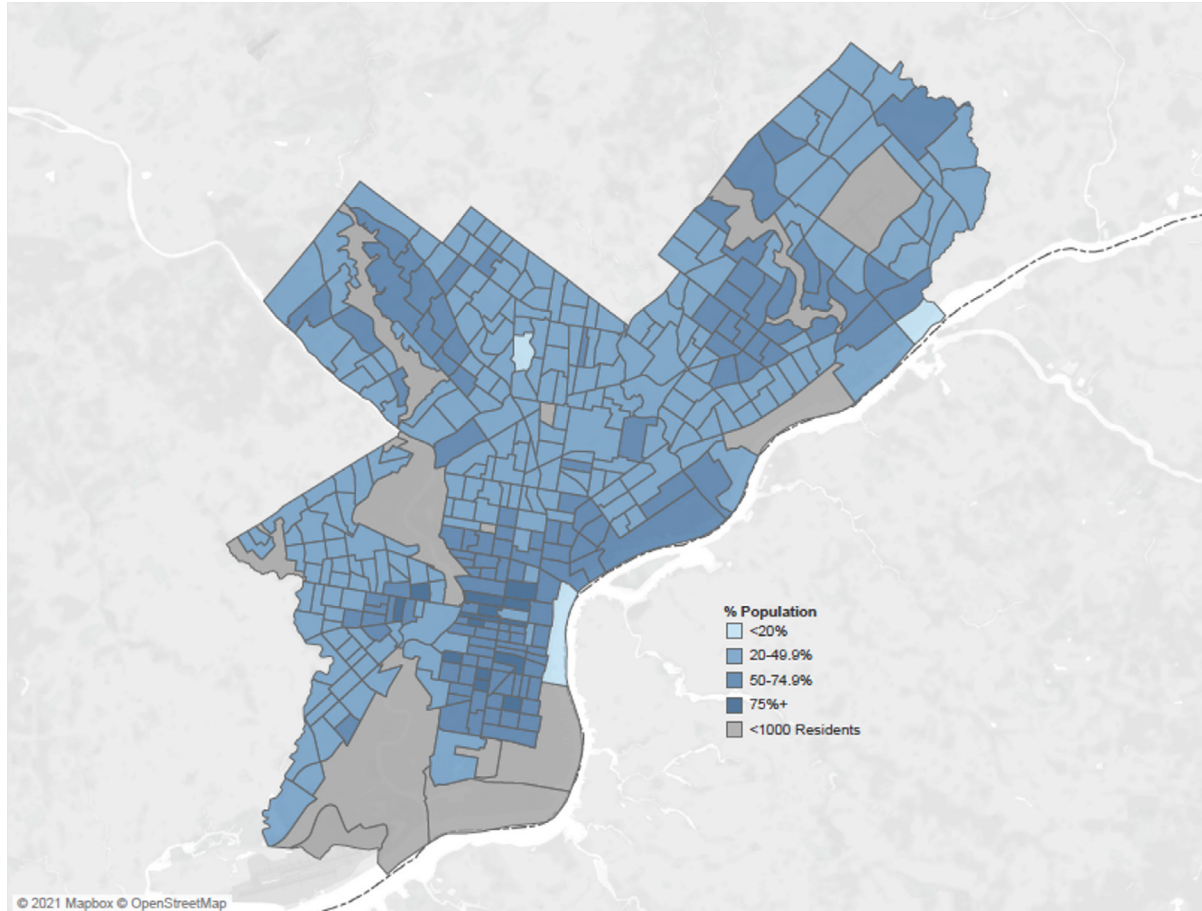 % Population
<20%
20-49.9%
50-74.9%
75%+
<1000 Residents
© 2021 Mapbox © OpenStreetMap